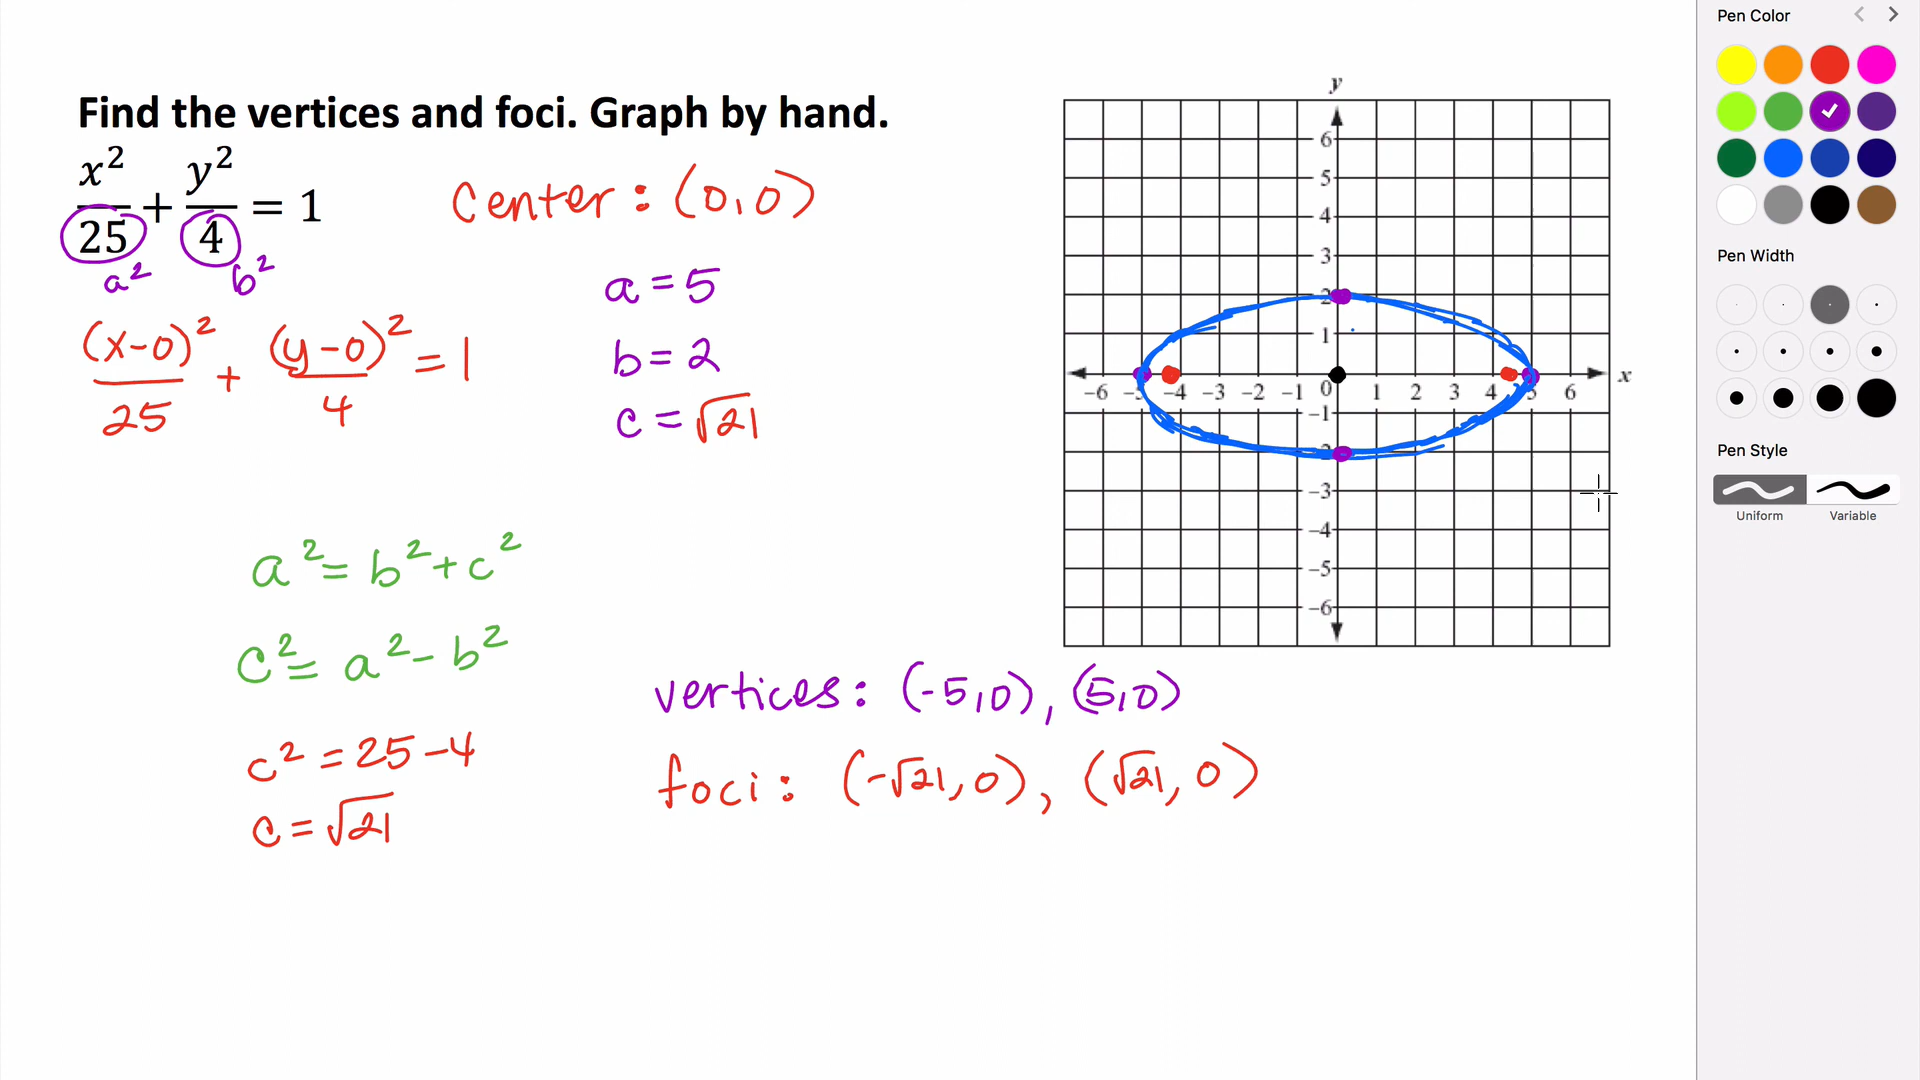 Find the vertices and foci. Graph by hand.
x²/25 + y²/4 = 1
a² b²
Center: (0,0)
(x-0)²/25 + (y-0)²/4 = 1
a = 5
b = 2
c = √21
a² = b² + c²
c² = a² - b²
c² = 25 - 4
c = √21
vertices: (-5,0), (5,0)
foci: (-√21, 0), (√21, 0)
y
6
5
4
3
2
1
-6 -5 -4 -3 -2 -1 0 1 2 3 4 5 6 x
-1
-2
-3
-4
-5
-6
Pen Color
Pen Width
Pen Style
Uniform Variable